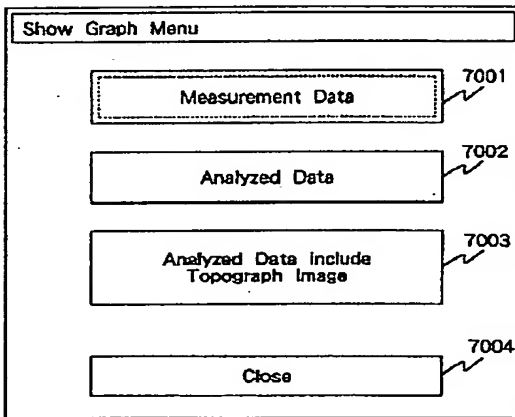 Show Graph Menu
7001
Measurement Data
7002
Analyzed Data
7003
Analyzed Data include
Topograph Image
7004
Close